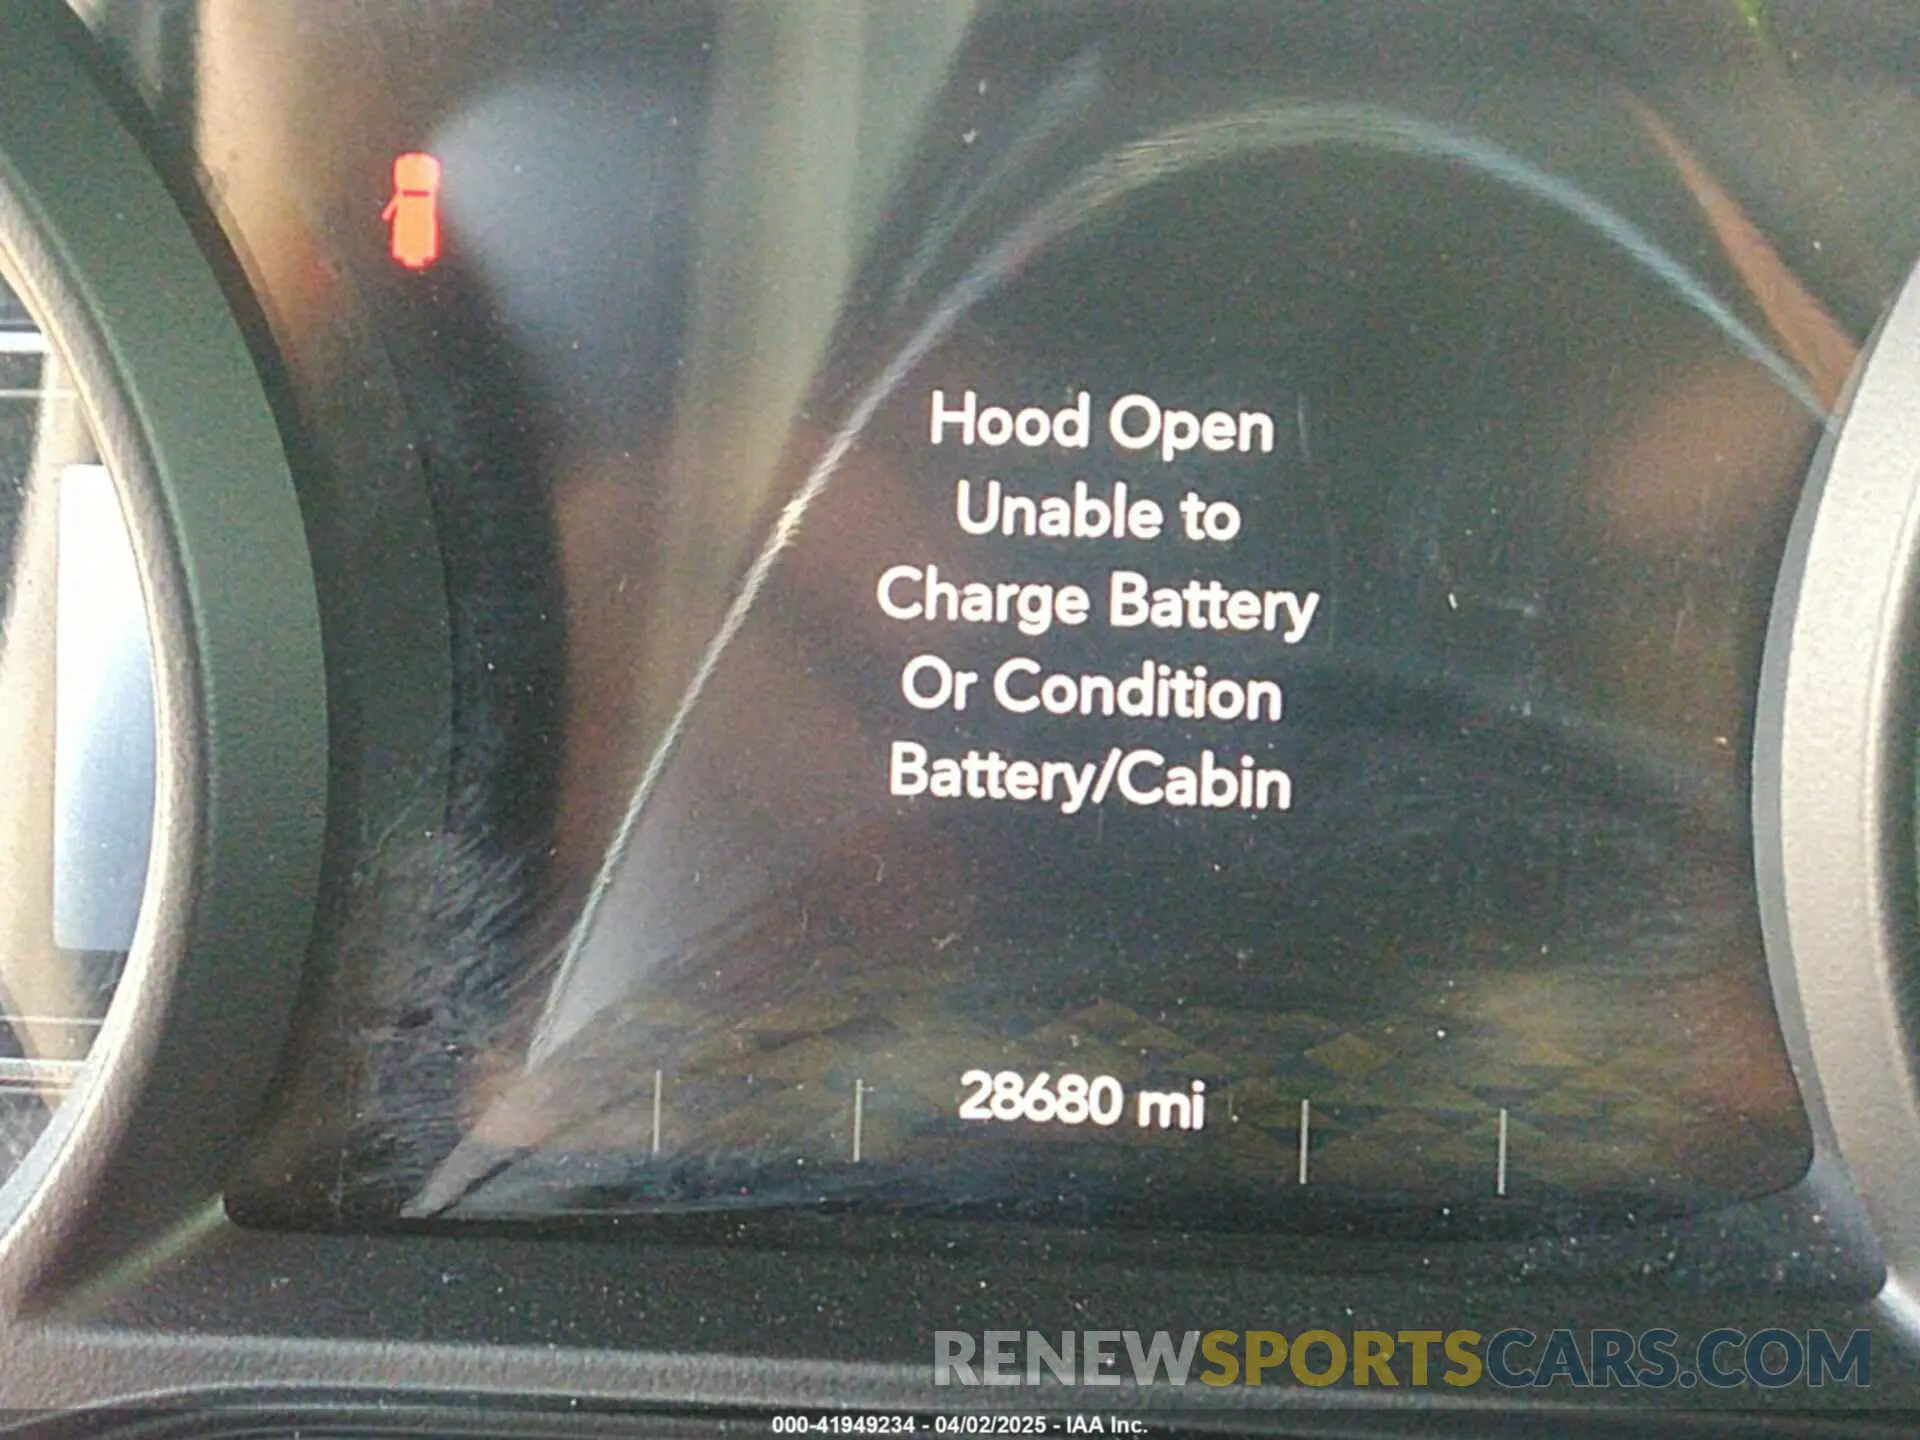 Hood Open
Unable to
Charge Battery
Or Condition
Battery/Cabin
28680 mi
RENEWSPORTSCARS.COM
000-41949234 - 04/02/2025 - IAA Inc.